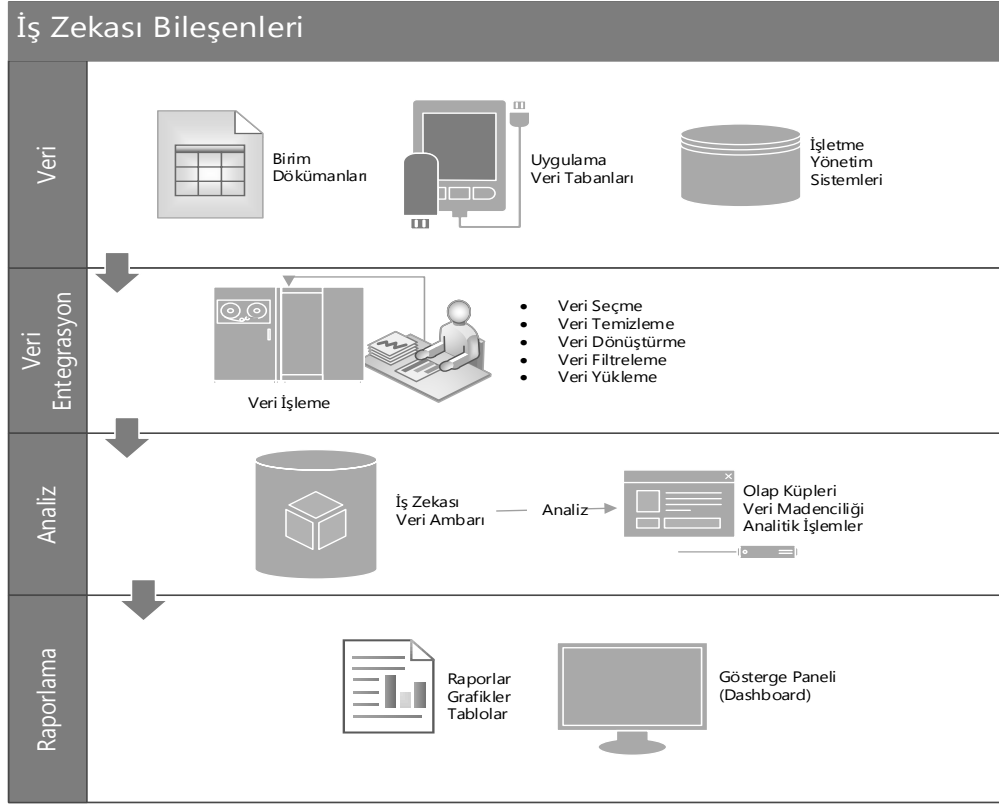 İş Zekası Bileşenleri
Veri
Birim
Dökümanları
Uygulama
Veri Tabanları
İşletme
Yönetim
Sistemleri
Veri
Entegrasyon
Veri İşleme
• Veri Seçme
• Veri Temizleme
• Veri Dönüştürme
• Veri Filtreleme
• Veri Yükleme
Analiz
İş Zekası
Veri Ambarı
Analiz
Olap Küpleri
Veri Madenciliği
Analitik İşlemler
Raporlama
Raporlar
Grafikler
Tablolar
Gösterge Paneli
(Dashboard)